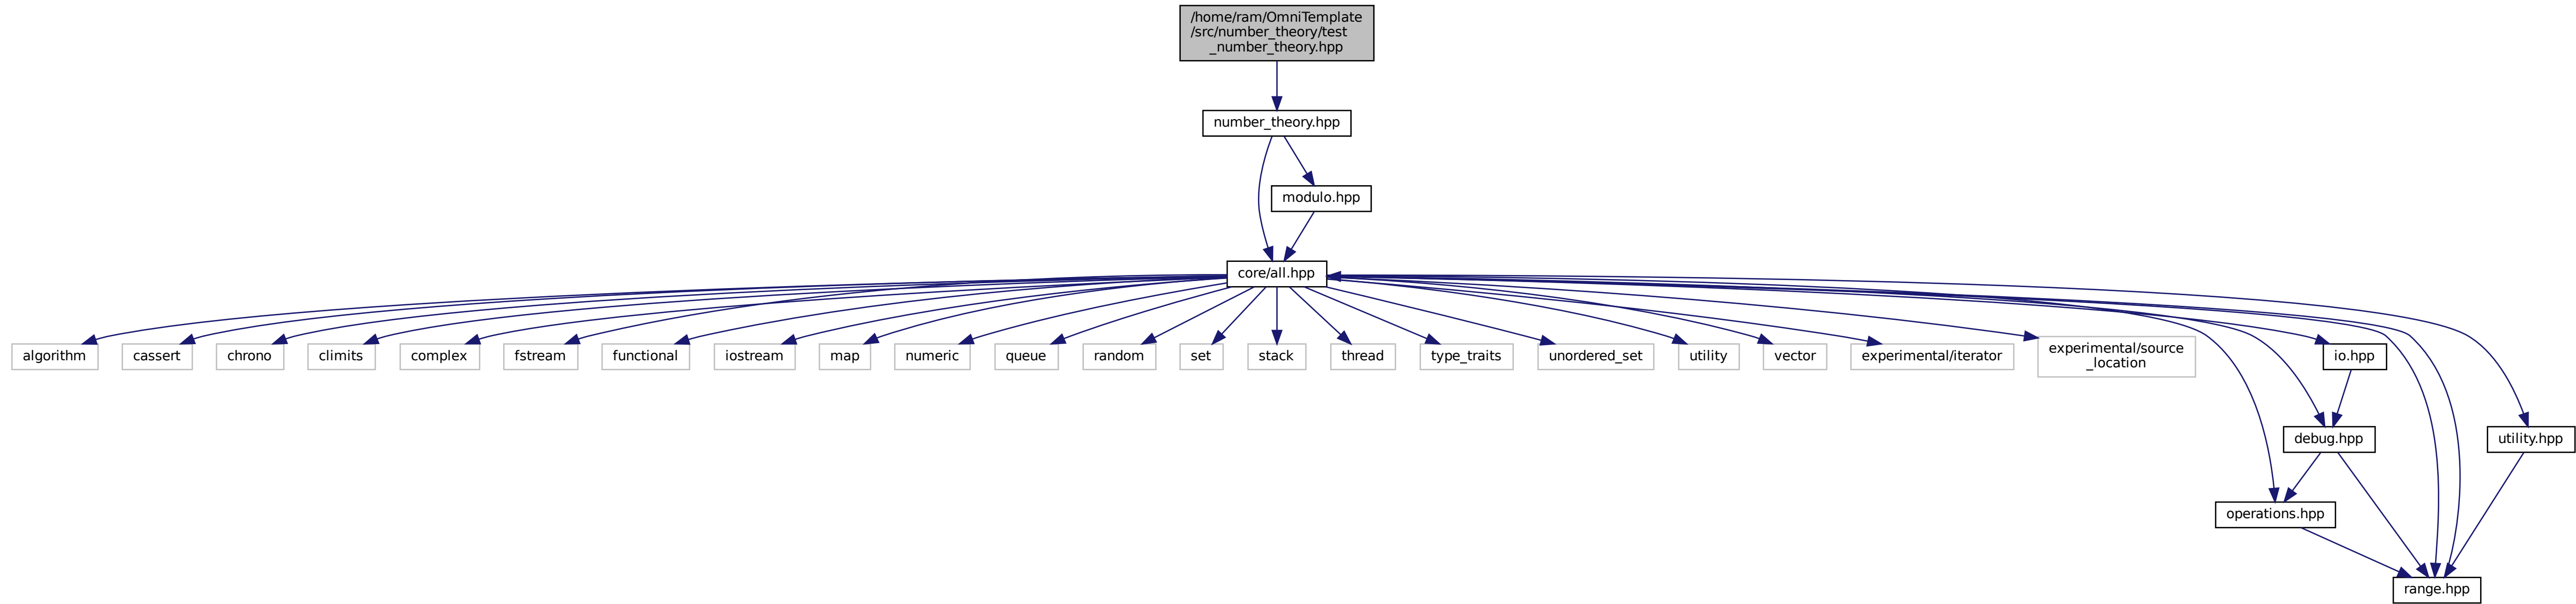 /home/ram/OmniTemplate
/src/number_theory/test
_number_theory.hpp
number_theory.hpp
modulo.hpp
core/all.hpp
algorithm
cassert
chrono
climits
complex
fstream
functional
iostream
map
numeric
queue
random
set
stack
thread
type_traits
unordered_set
utility
vector
experimental/iterator
experimental/source
_location
io.hpp
debug.hpp
utility.hpp
operations.hpp
range.hpp